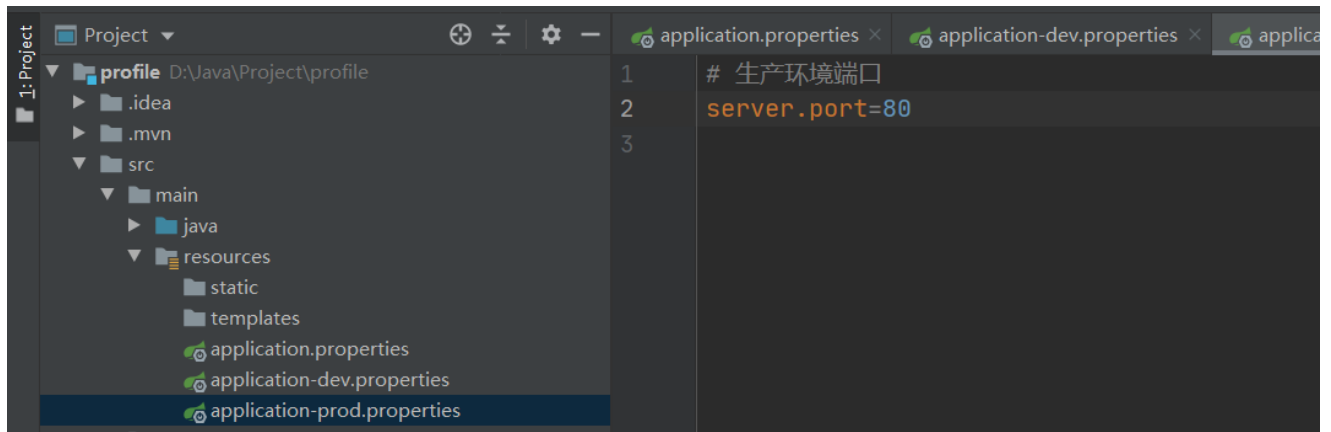 1: Project
Project
profile D:\Java\Project\profile
.idea
.mvn
src
main
java
resources
static
templates
application.properties
application-dev.properties
application-prod.properties
application.properties × application-dev.properties × applica
1 # 生产环境端口
2 server.port=80
3